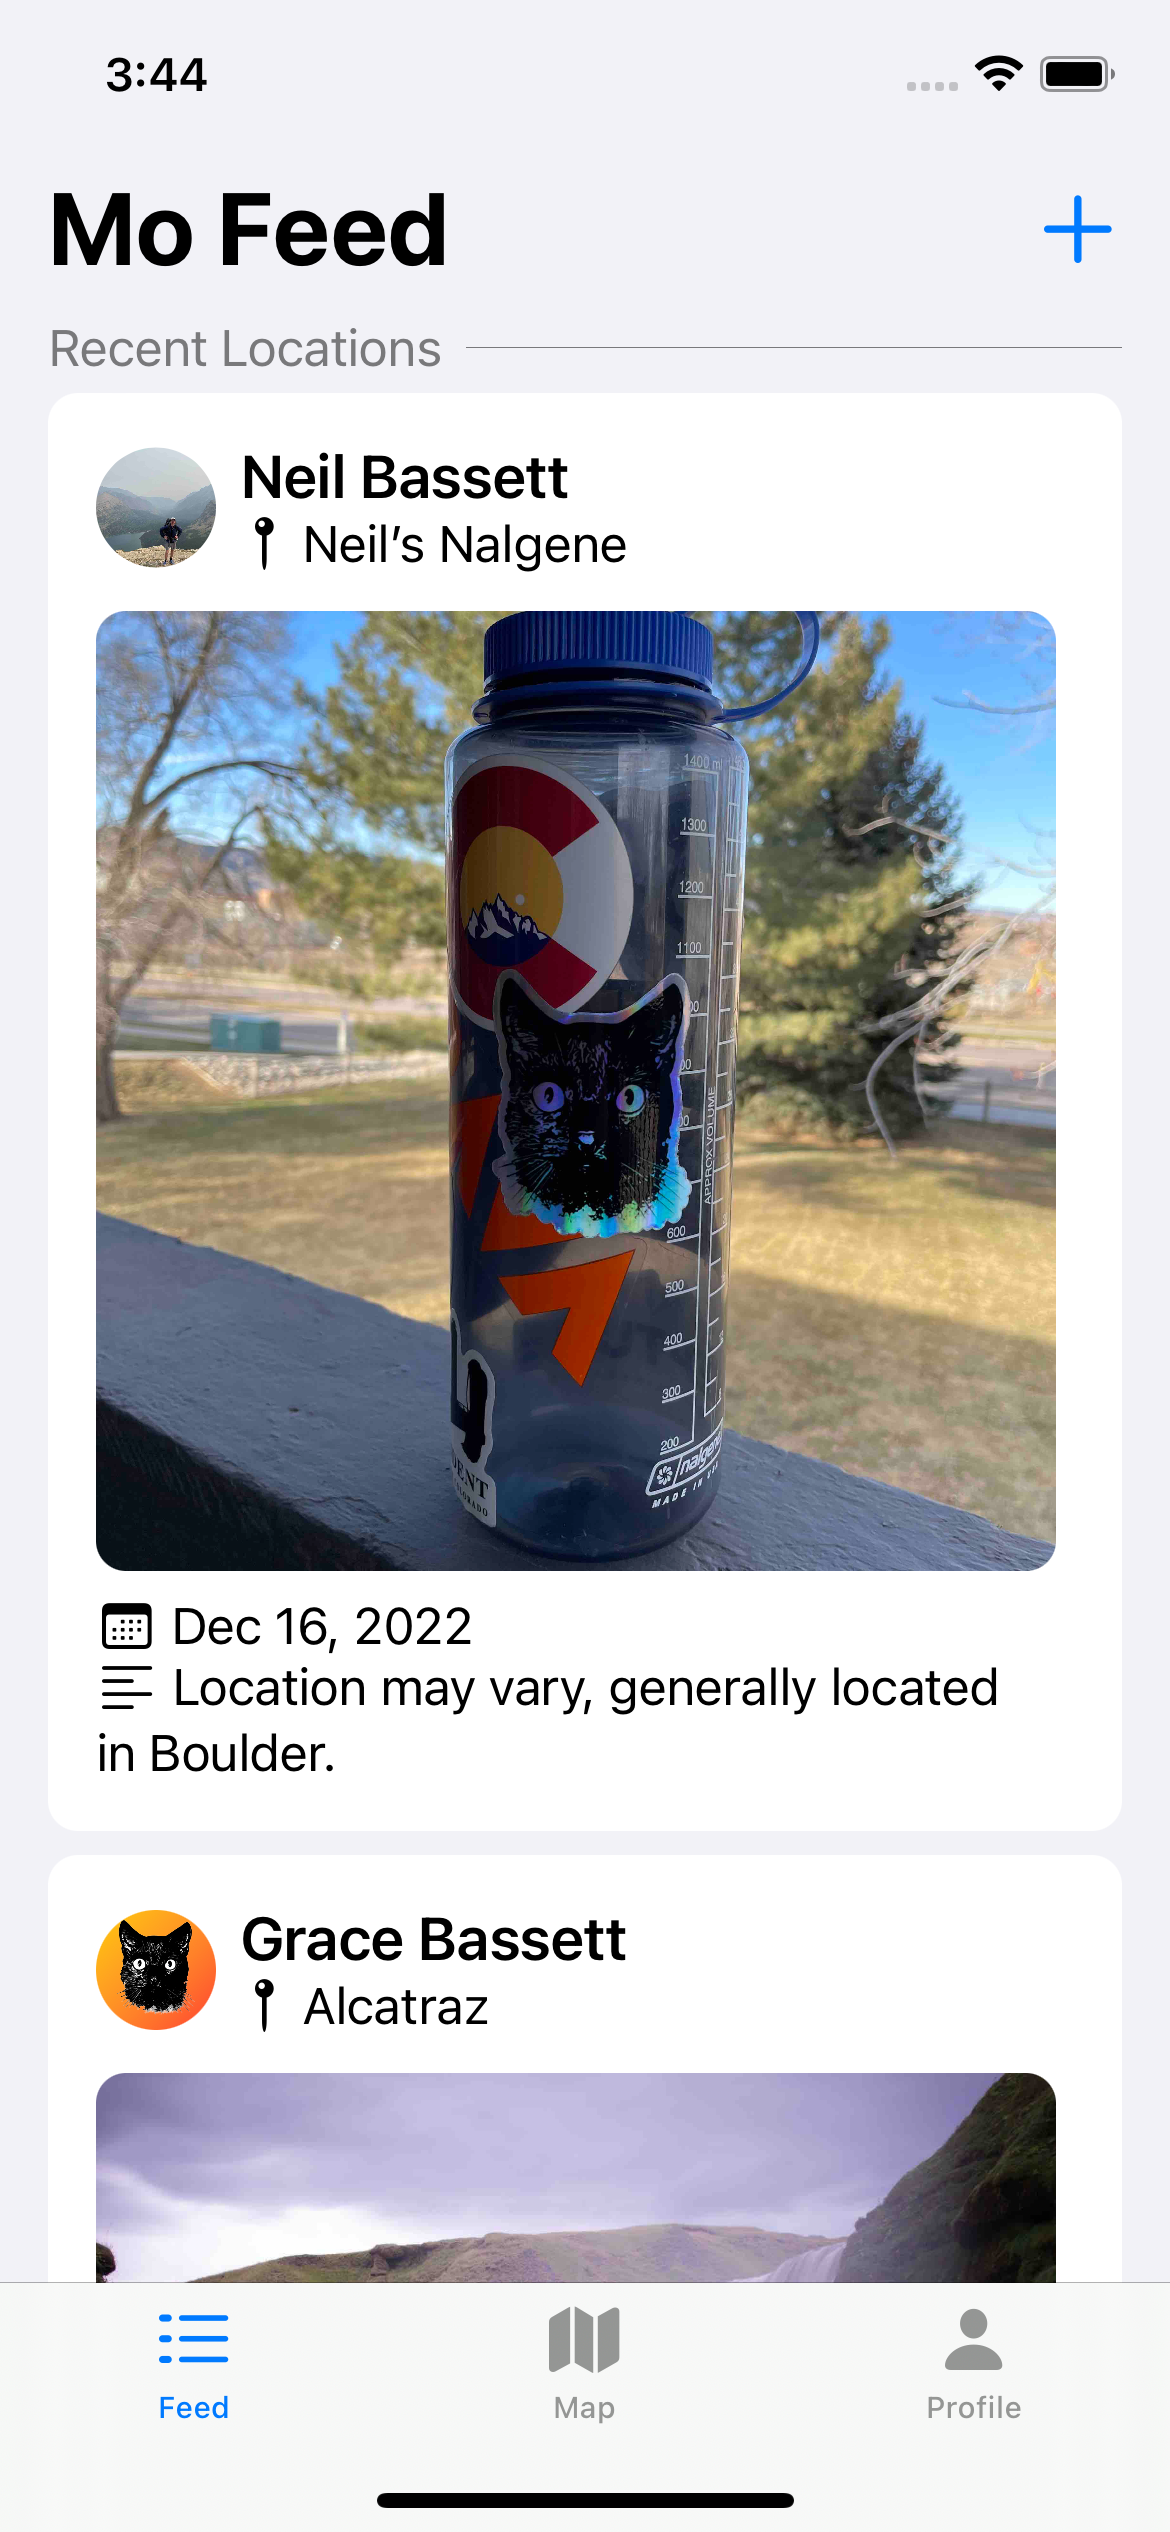 3:44
Mo Feed
Recent Locations
Neil Bassett
Neil’s Nalgene
1400 ml
1300
1200
1100
600
APPROX VOLUME
500
400
300
200
nalgene
MADE IN
Dec 16, 2022
Location may vary, generally located
in Boulder.
Grace Bassett
Alcatraz
Feed
Map
Profile